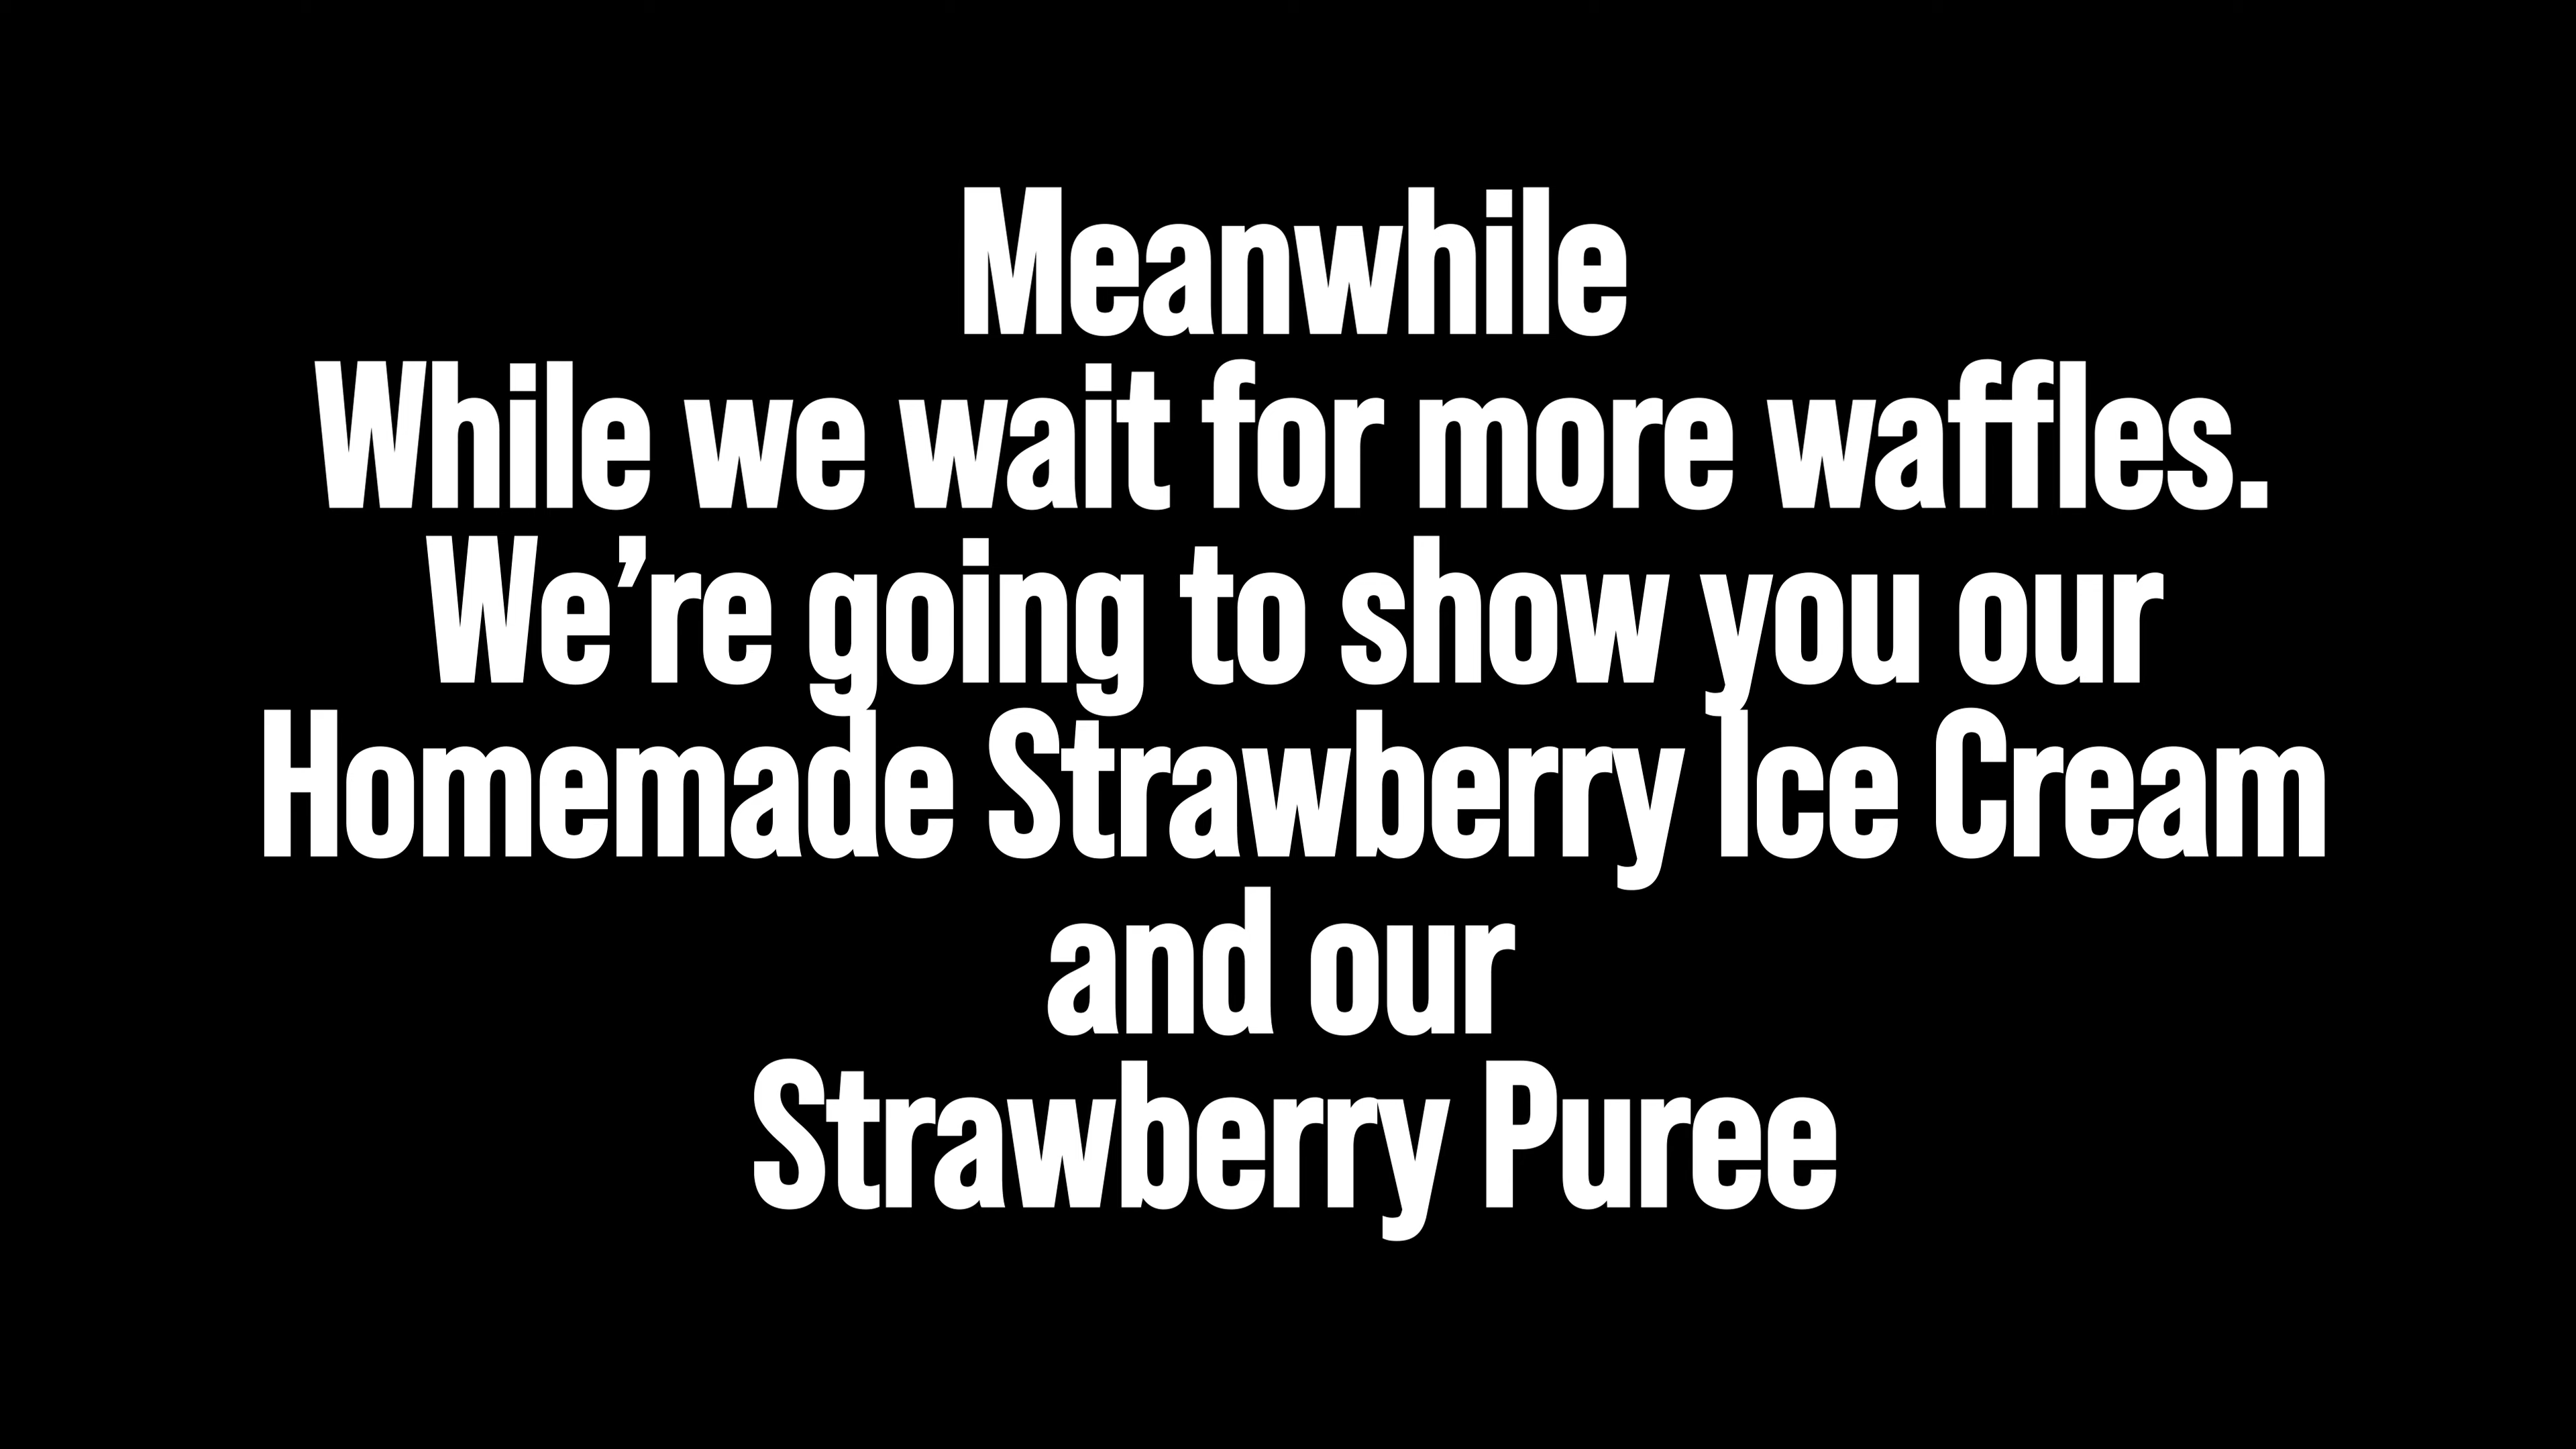 Meanwhile
While we wait for more waffles.
We’re going to show you our
Homemade Strawberry Ice Cream
and our
Strawberry Puree